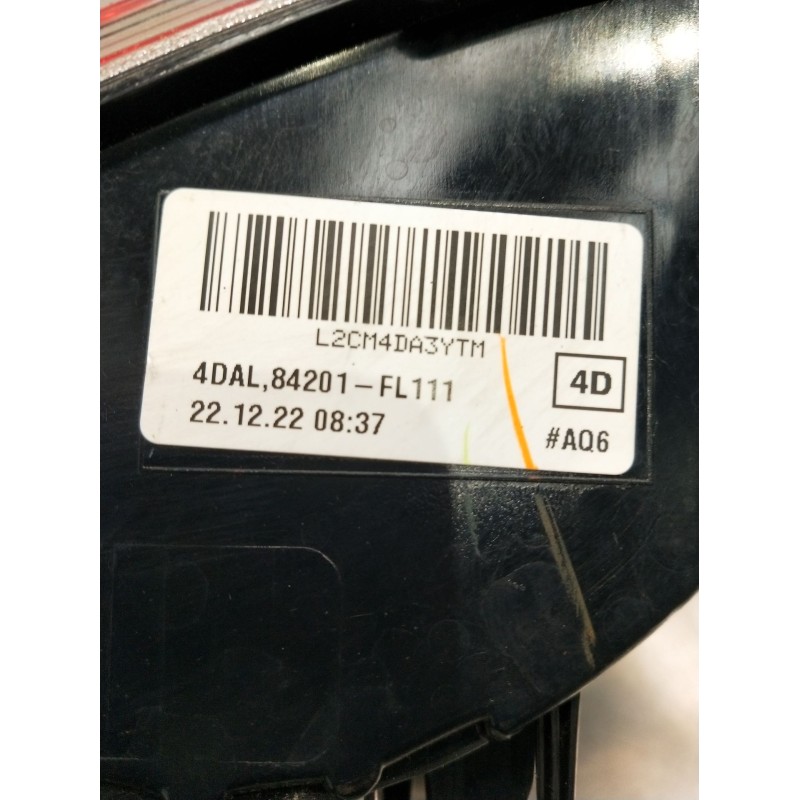 L2CM4DA3YTM
4DAL,84201-FL111
4D
22.12.22 08:37
#AQ6